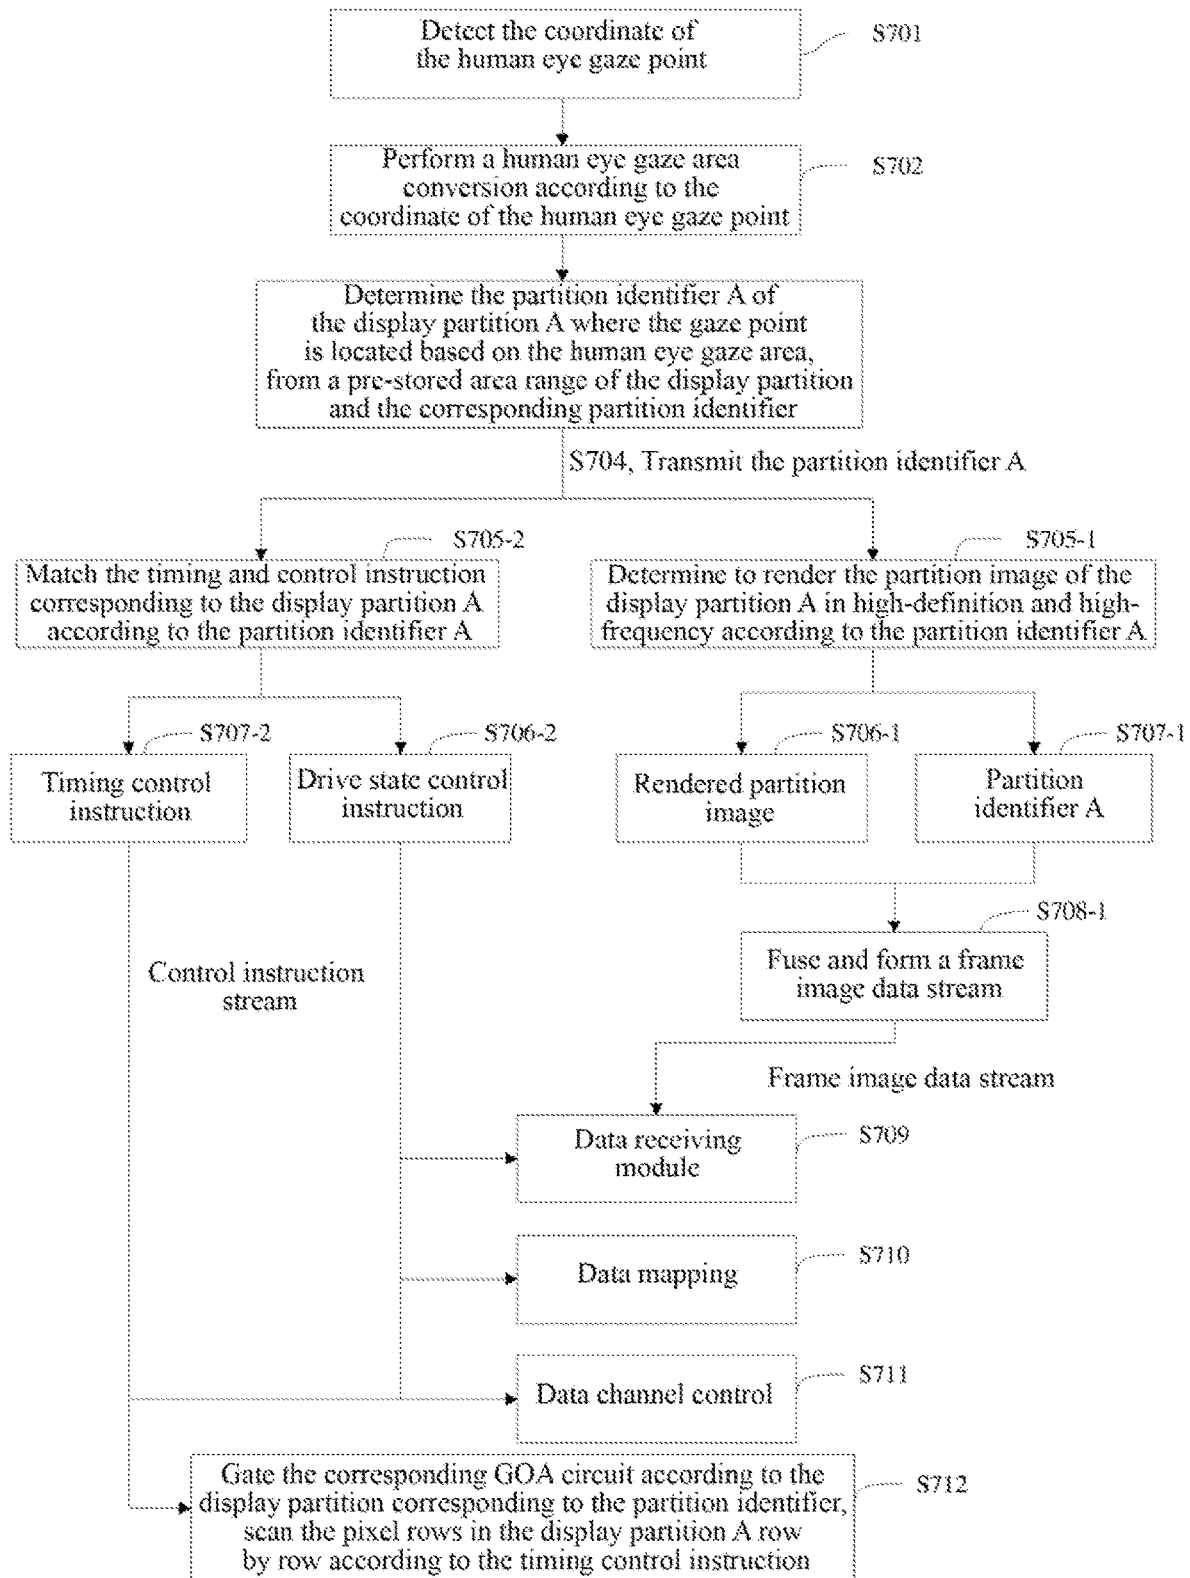 Detect the coordinate of
the human eye gaze point
S701
Perform a human eye gaze area
conversion according to the
coordinate of the human eye gaze point
S702
Determine the partition identifier A of
the display partition A where the gaze point
is located based on the human eye gaze area,
from a pre-stored area range of the display partition
and the corresponding partition identifier
S704, Transmit the partition identifier A
S705-2
Match the timing and control instruction
corresponding to the display partition A
according to the partition identifier A
S705-1
Determine to render the partition image of the
display partition A in high-definition and high-
frequency according to the partition identifier A
S707-2
Timing control
instruction
S706-2
Drive state control
instruction
S706-1
Rendered partition
image
S707-1
Partition
identifier A
S708-1
Fuse and form a frame
image data stream
Control instruction
stream
Frame image data stream
Data receiving
module
S709
Data mapping
S710
Data channel control
S711
Gate the corresponding GOA circuit according to the
display partition corresponding to the partition identifier,
scan the pixel rows in the display partition A row
by row according to the timing control instruction
S712